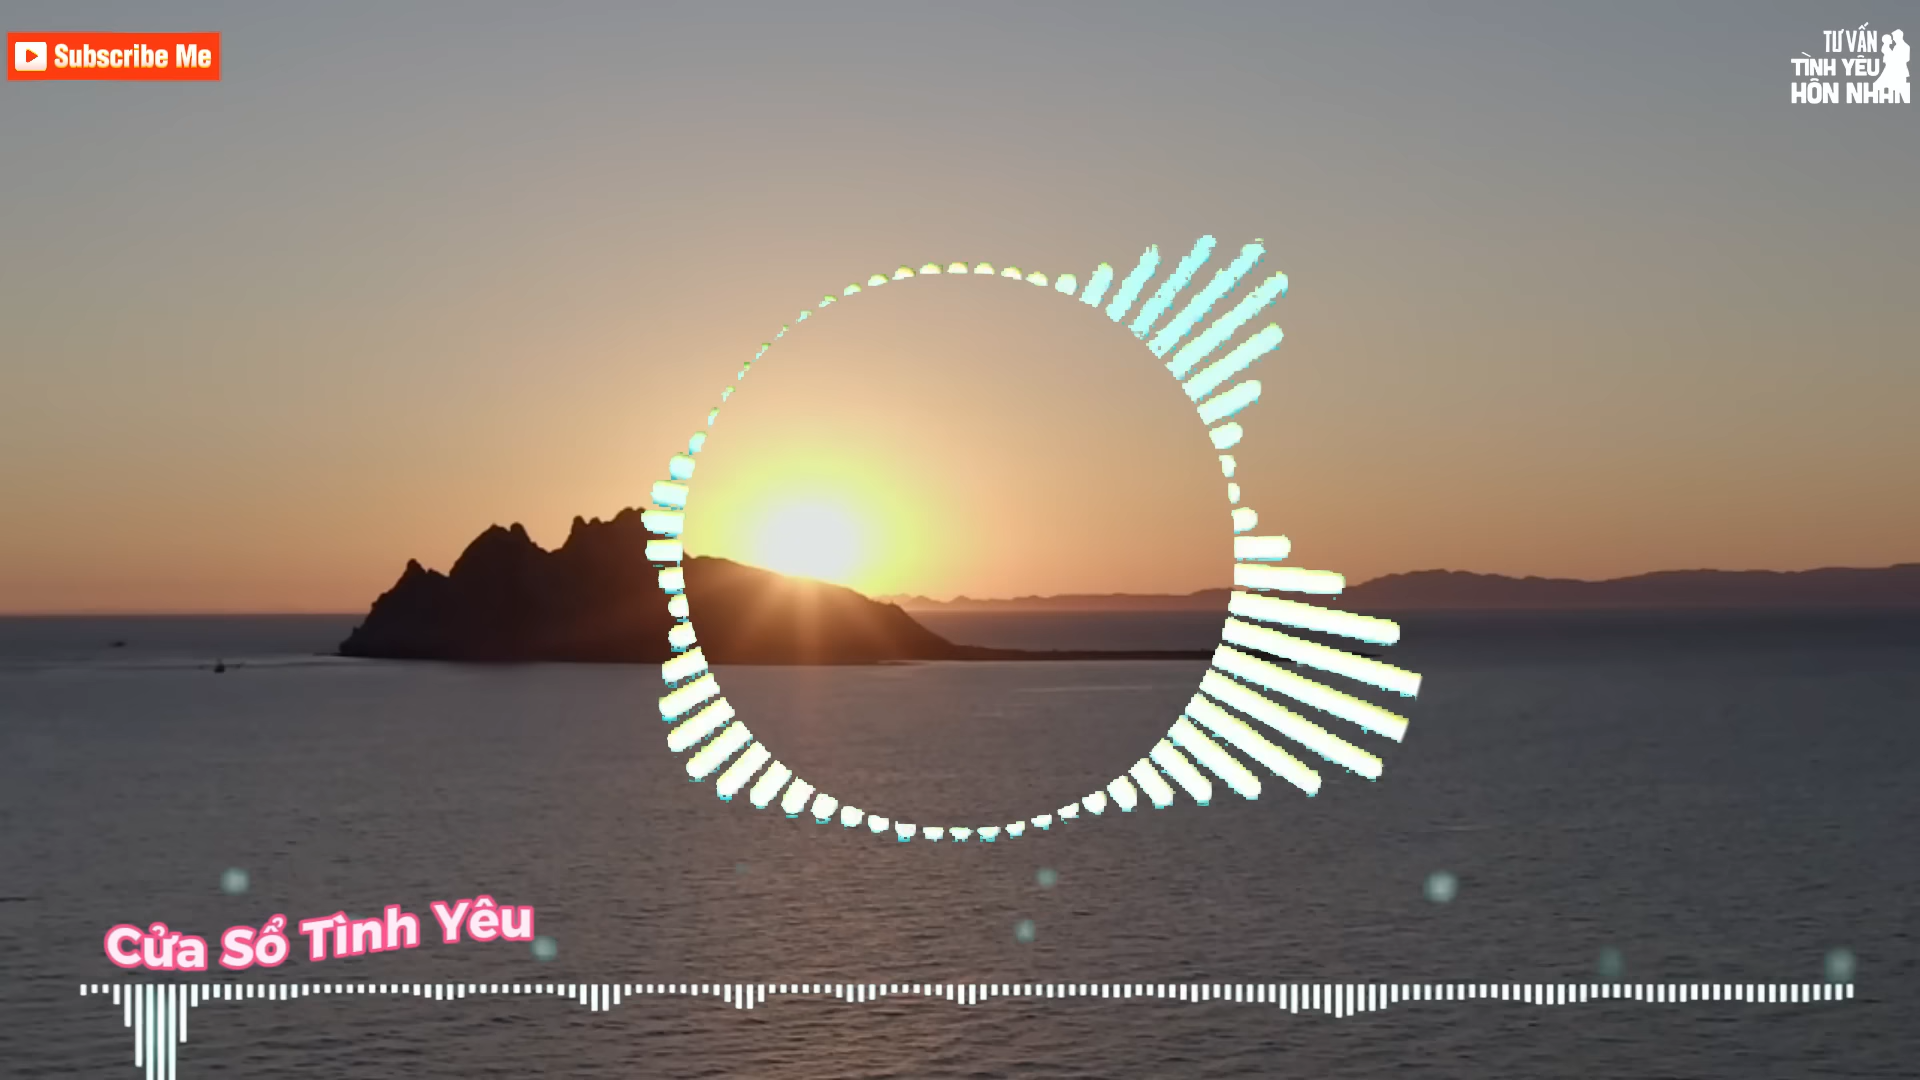 Subscribe Me
TƯ VẤN
TÌNH YÊU
HÔN NHÂN
Cửa Sổ Tình Yêu